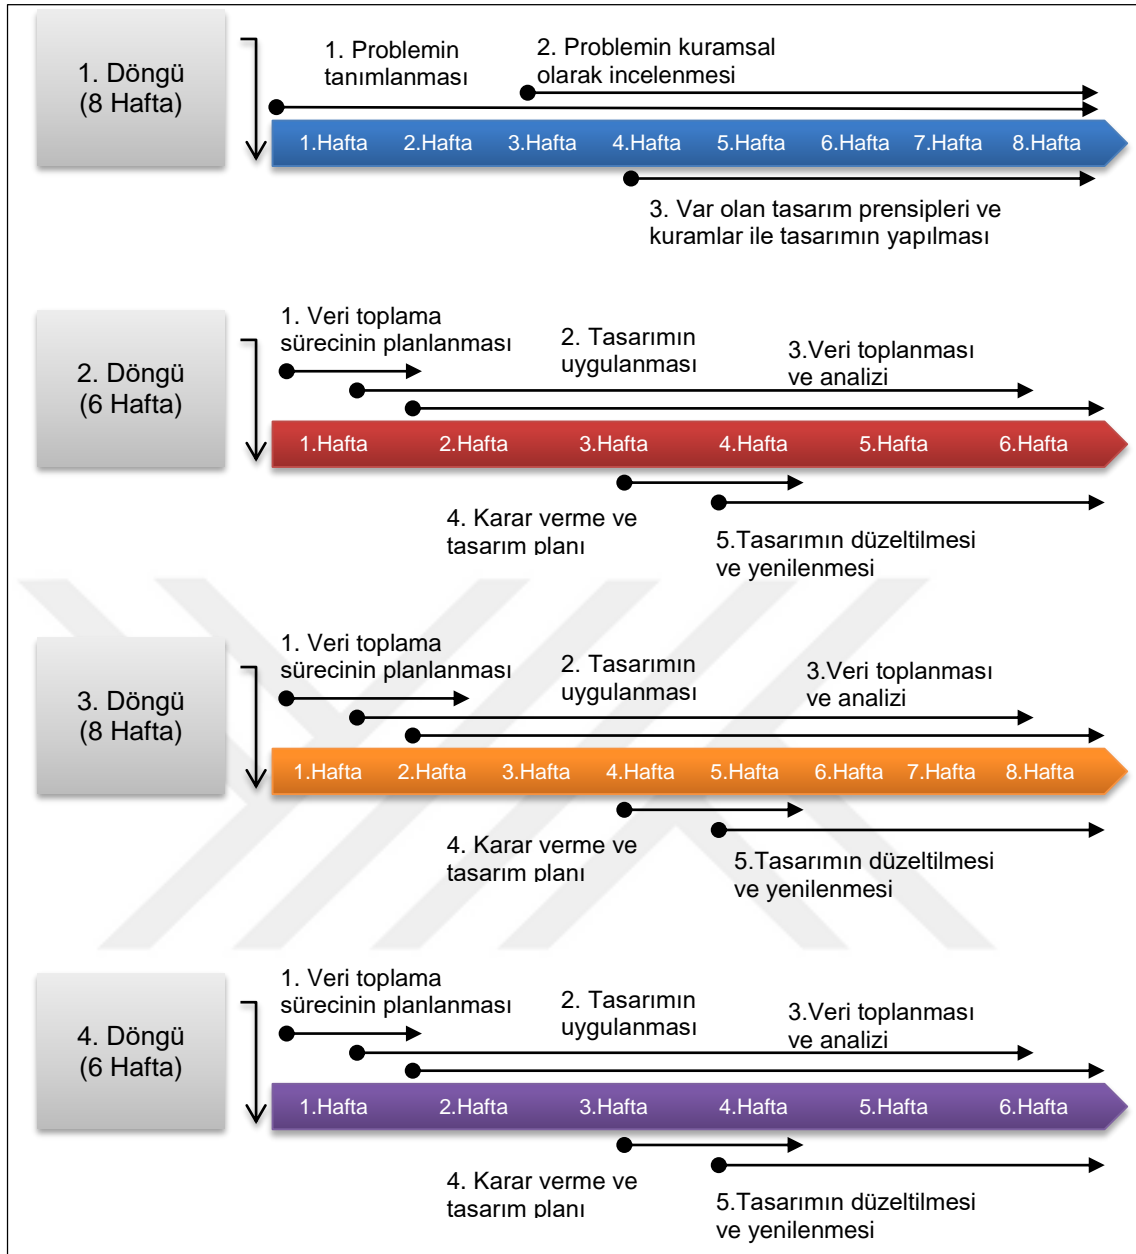 1. Döngü
(8 Hafta)
1. Problemin
tanımlanması
2. Problemin kuramsal
olarak incelenmesi
1.Hafta 2.Hafta 3.Hafta 4.Hafta 5.Hafta 6.Hafta 7.Hafta 8.Hafta
3. Var olan tasarım prensipleri ve
kuramlar ile tasarımın yapılması
2. Döngü
(6 Hafta)
1. Veri toplama
sürecinin planlanması
2. Tasarımın
uygulanması
3.Veri toplanması
ve analizi
1.Hafta 2.Hafta 3.Hafta 4.Hafta 5.Hafta 6.Hafta
4. Karar verme ve
tasarım planı
5.Tasarımın düzeltilmesi
ve yenilenmesi
3. Döngü
(8 Hafta)
1. Veri toplama
sürecinin planlanması
2. Tasarımın
uygulanması
3.Veri toplanması
ve analizi
1.Hafta 2.Hafta 3.Hafta 4.Hafta 5.Hafta 6.Hafta 7.Hafta 8.Hafta
4. Karar verme ve
tasarım planı
5.Tasarımın düzeltilmesi
ve yenilenmesi
4. Döngü
(6 Hafta)
1. Veri toplama
sürecinin planlanması
2. Tasarımın
uygulanması
3.Veri toplanması
ve analizi
1.Hafta 2.Hafta 3.Hafta 4.Hafta 5.Hafta 6.Hafta
4. Karar verme ve
tasarım planı
5.Tasarımın düzeltilmesi
ve yenilenmesi